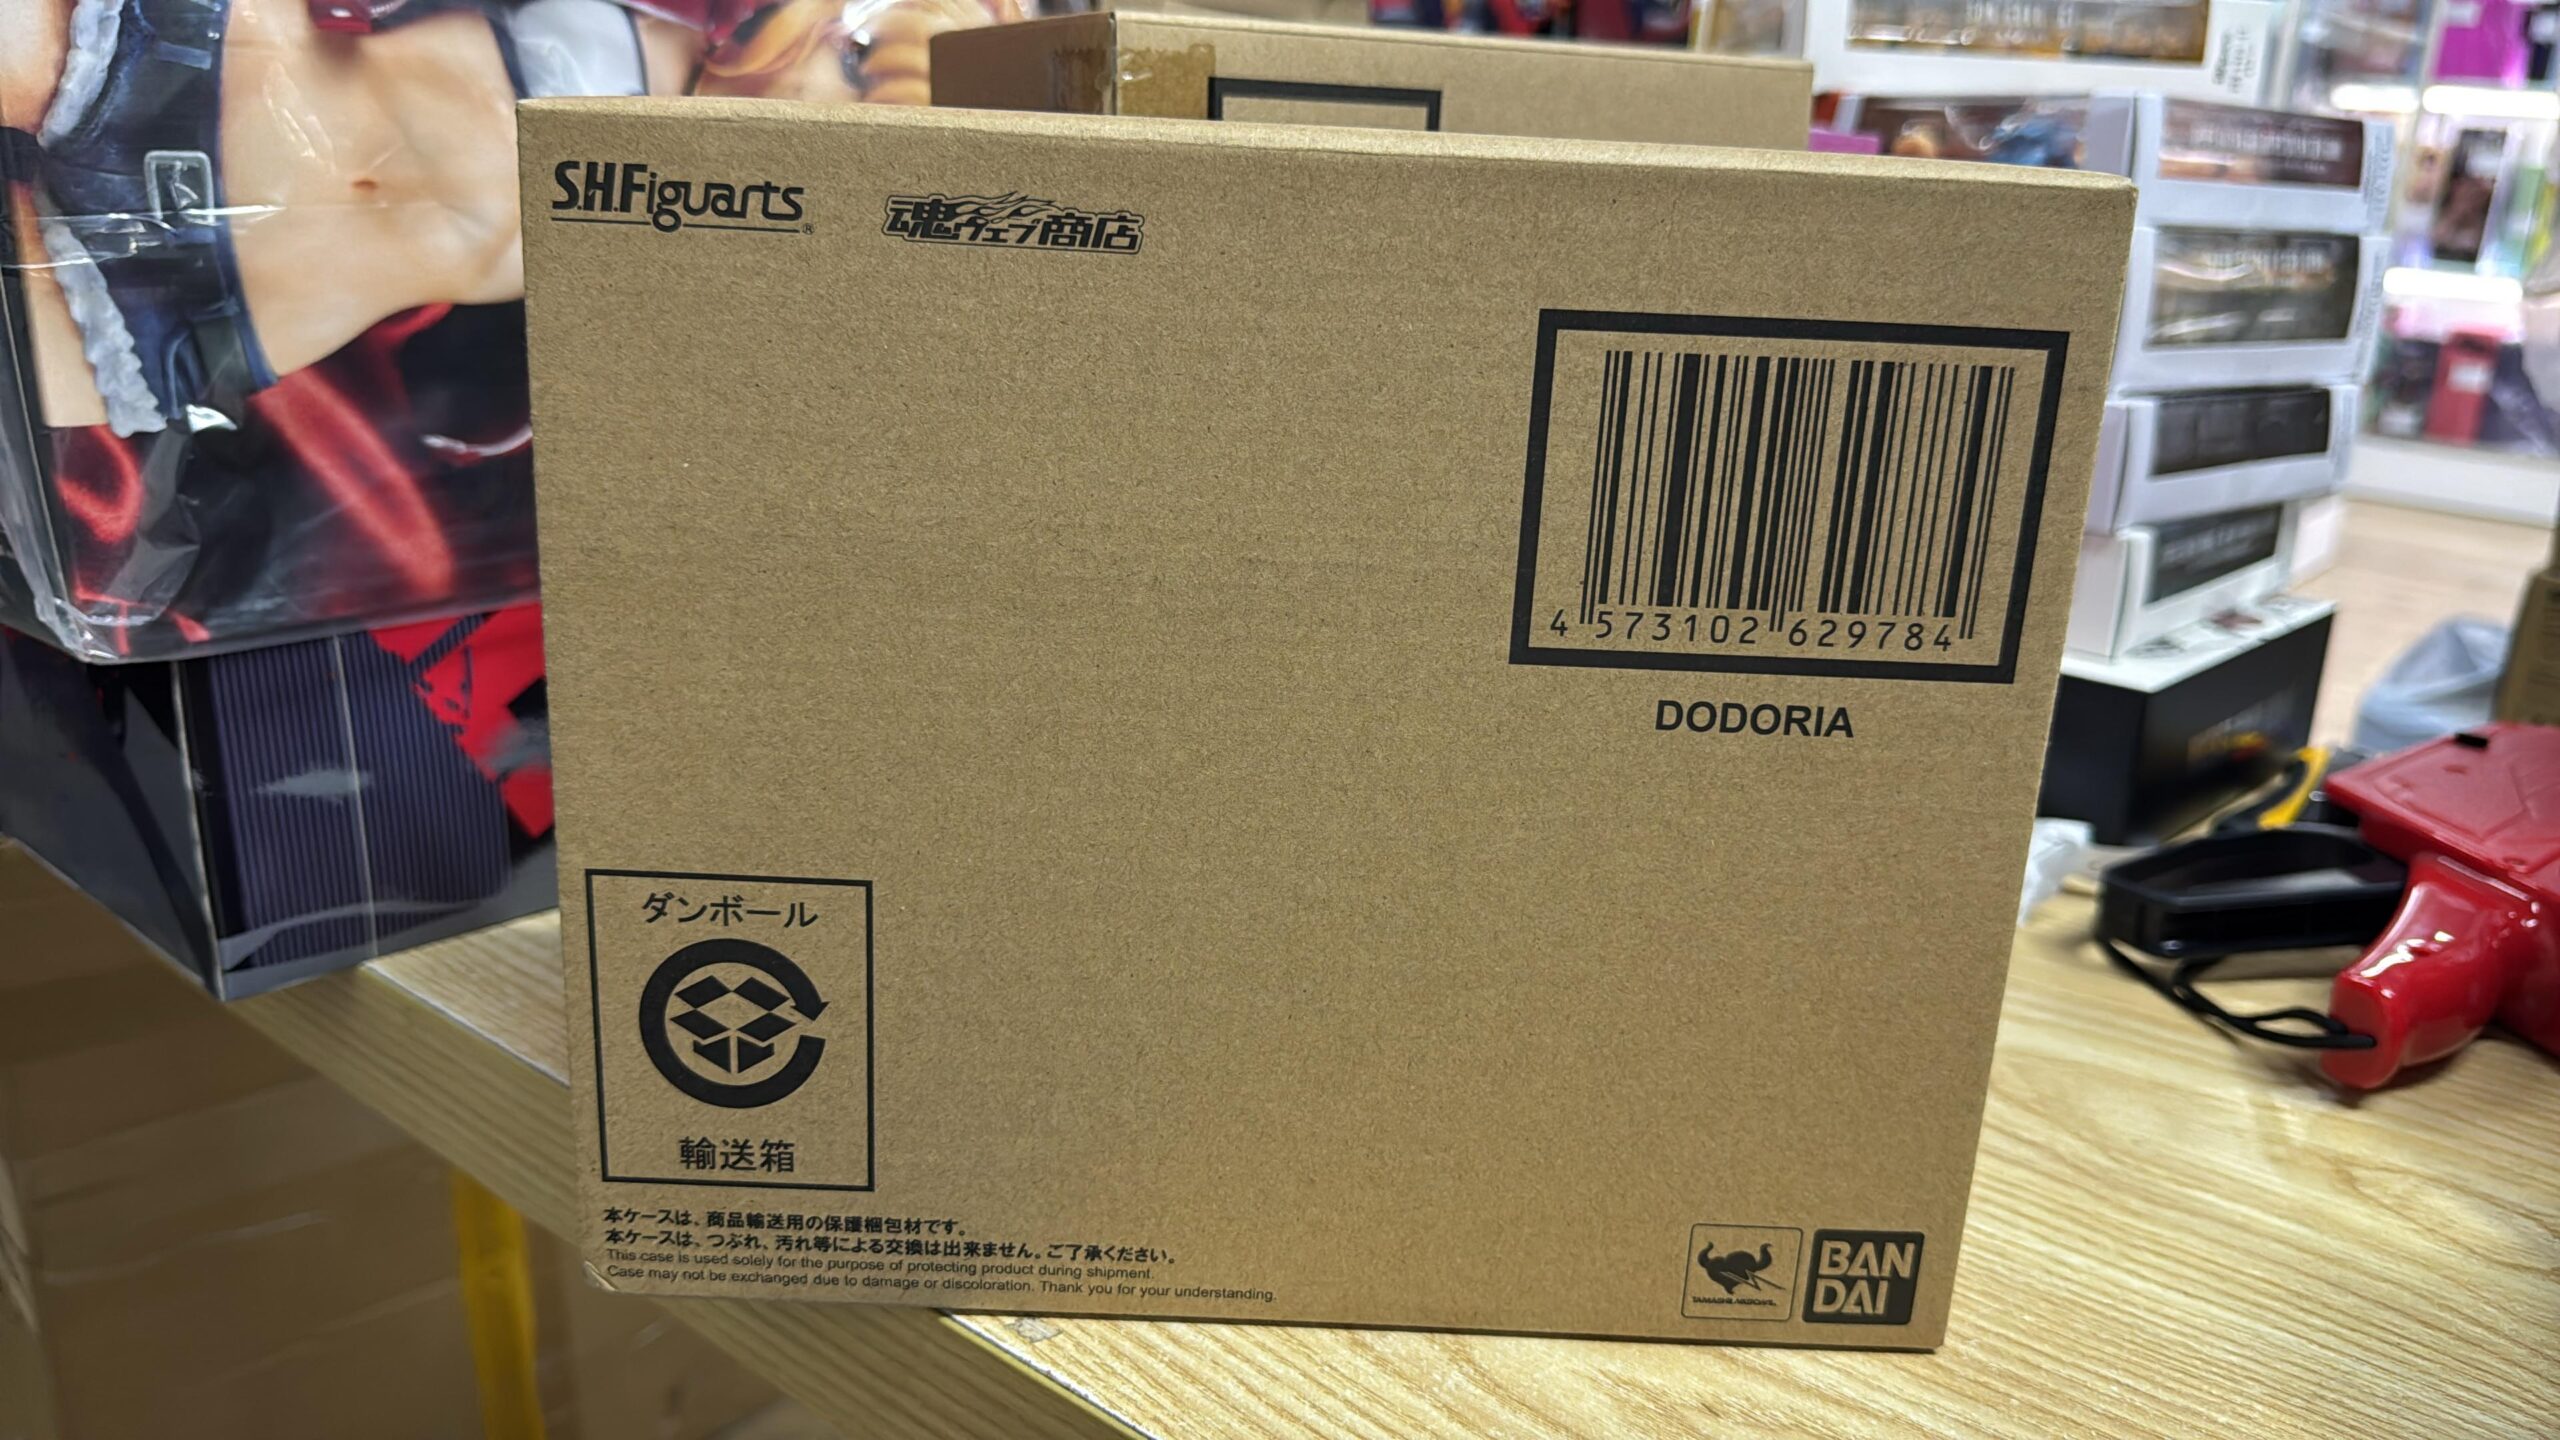 S.H.Figuarts®
魂ウェブ商店
4 573102 629784
DODORIA
ダンボール
輸送箱
本ケースは、商品輸送用の保護梱包材です。
本ケースは、つぶれ、汚れ等による交換は出来ません。ご了承ください。
This case is used solely for the purpose of protecting product during shipment.
Case may not be exchanged due to damage or discoloration. Thank you for your understanding.
TAMASHII NATIONS
BAN
DAI